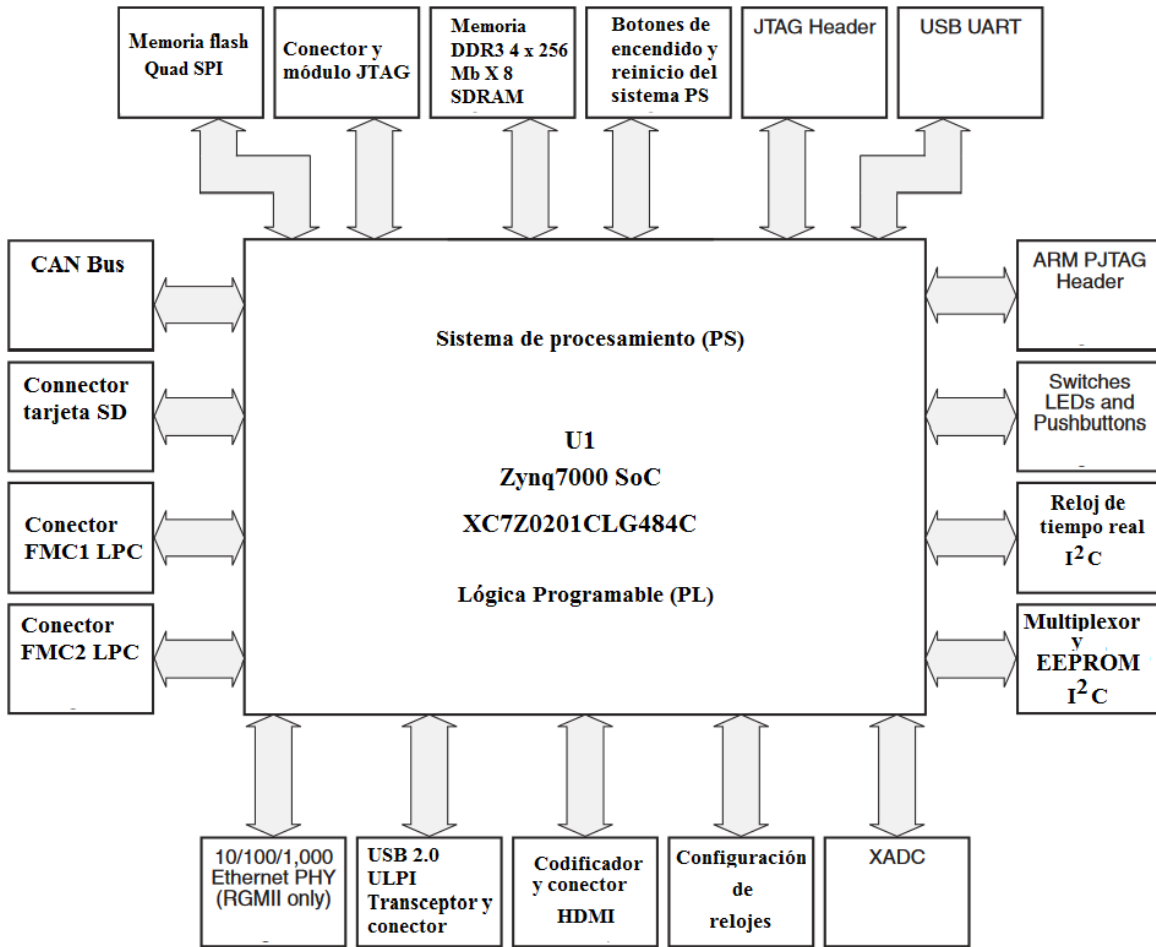 Memoria flash
Quad SPI
Conector y
módulo JTAG
Memoria
DDR3 4 x 256
Mb X 8
SDRAM
Botones de
encendido y
reinicio del
sistema PS
JTAG Header
USB UART
CAN Bus
Connector
tarjeta SD
Conector
FMC1 LPC
Conector
FMC2 LPC
Sistema de procesamiento (PS)
U1
Zynq7000 SoC
XC7Z0201CLG484C
Lógica Programable (PL)
ARM PJTAG
Header
Switches
LEDs and
Pushbuttons
Reloj de
tiempo real
I² C
Multiplexor
y
EEPROM
I² C
10/100/1,000
Ethernet PHY
(RGMII only)
USB 2.0
ULPI
Transceptor y
conector
Codificador
y conector
HDMI
Configuración
de
relojes
XADC